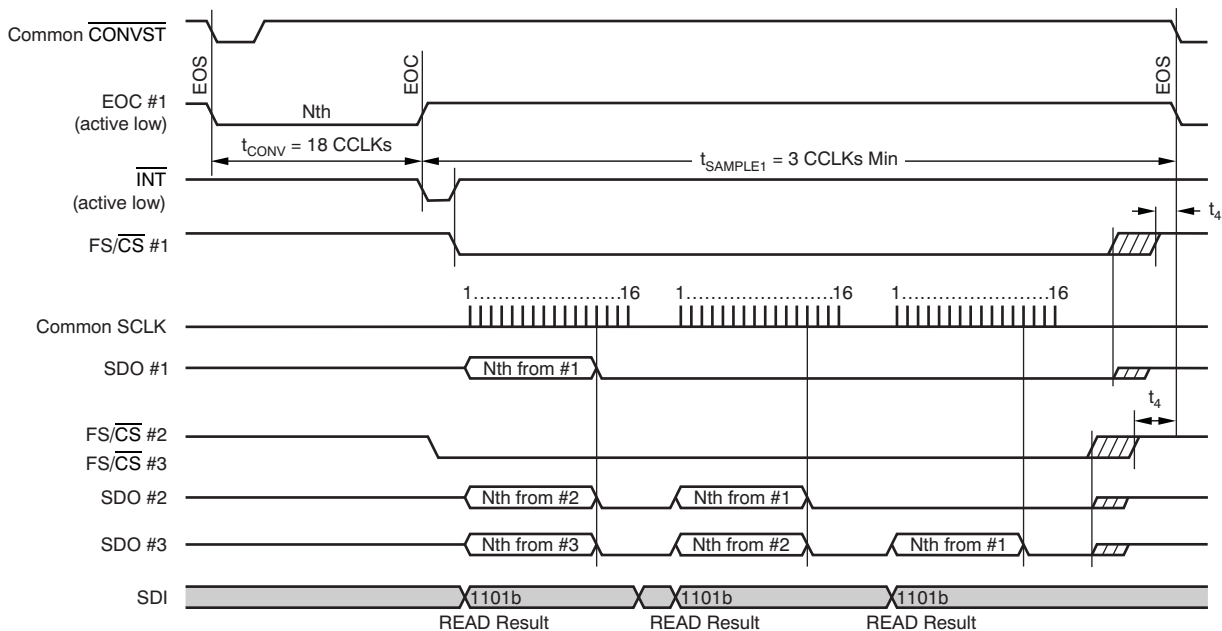 Common CONVST
EOS
EOC
EOS
EOC #1
(active low)
Nth
tCONV = 18 CCLKs
tSAMPLE1 = 3 CCLKs Min
INT
(active low)
t4
FS/CS #1
1.......................16
1.......................16
1.......................16
Common SCLK
SDO #1
Nth from #1
t4
FS/CS #2
FS/CS #3
SDO #2
Nth from #2
Nth from #1
SDO #3
Nth from #3
Nth from #2
Nth from #1
SDI
1101b
1101b
1101b
READ Result
READ Result
READ Result